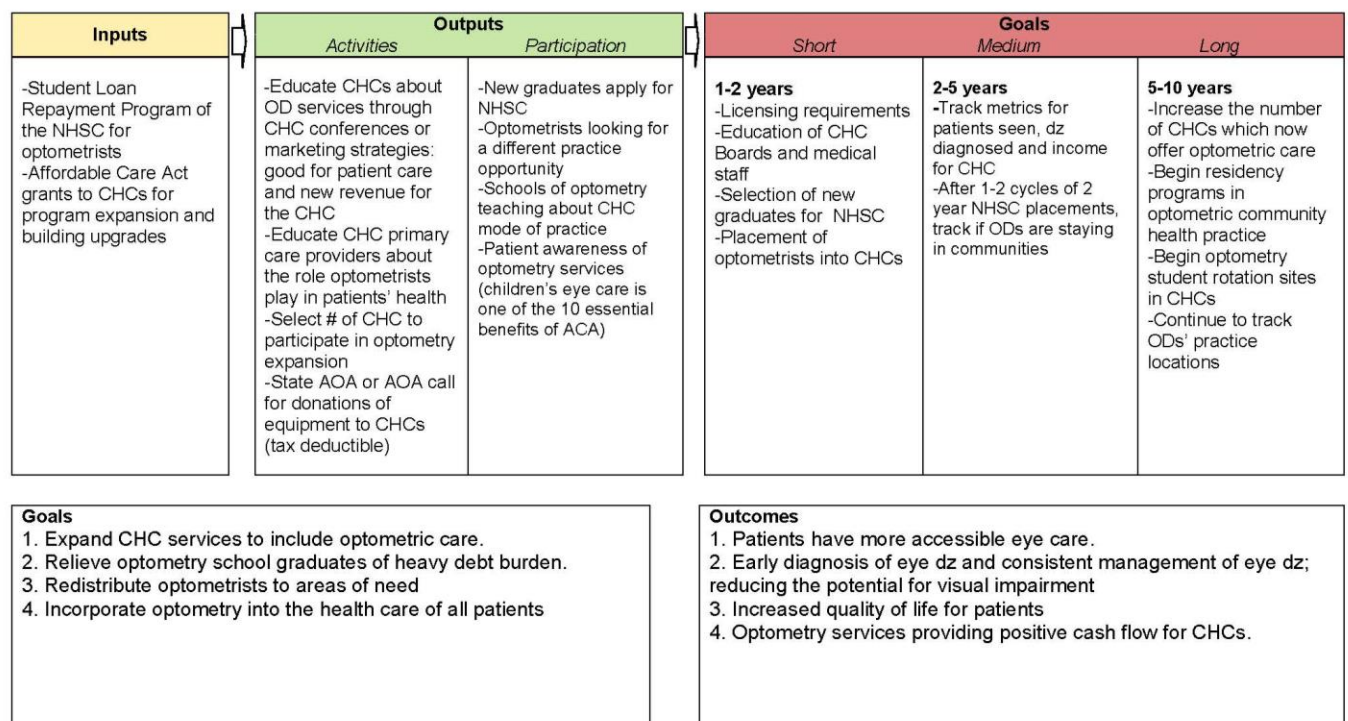 Inputs
-Student Loan
Repayment Program of
the NHSC for
optometrists
-Affordable Care Act
grants to CHCs for
program expansion and
building upgrades
Outputs
Activities
Participation
-Educate CHCs about
OD services through
CHC conferences or
marketing strategies:
good for patient care
and new revenue for
the CHC
-Educate CHC primary
care providers about
the role optometrists
play in patients' health
-Select # of CHC to
participate in optometry
expansion
-State AOA or AOA call
for donations of
equipment to CHCs
(tax deductible)
-New graduates apply for
NHSC
-Optometrists looking for
a different practice
opportunity
-Schools of optometry
teaching about CHC
mode of practice
-Patient awareness of
optometry services
(children's eye care is
one of the 10 essential
benefits of ACA)
Goals
Short
Medium
Long
1-2 years
-Licensing requirements
-Education of CHC
Boards and medical
staff
-Selection of new
graduates for NHSC
-Placement of
optometrists into CHCs
2-5 years
-Track metrics for
patients seen, dz
diagnosed and income
for CHC
-After 1-2 cycles of 2
year NHSC placements,
track if ODs are staying
in communities
5-10 years
-Increase the number
of CHCs which now
offer optometric care
-Begin residency
programs in
optometric community
health practice
-Begin optometry
student rotation sites
in CHCs
-Continue to track
ODs' practice
locations
Goals
1. Expand CHC services to include optometric care.
2. Relieve optometry school graduates of heavy debt burden.
3. Redistribute optometrists to areas of need
4. Incorporate optometry into the health care of all patients
Outcomes
1. Patients have more accessible eye care.
2. Early diagnosis of eye dz and consistent management of eye dz;
reducing the potential for visual impairment
3. Increased quality of life for patients
4. Optometry services providing positive cash flow for CHCs.